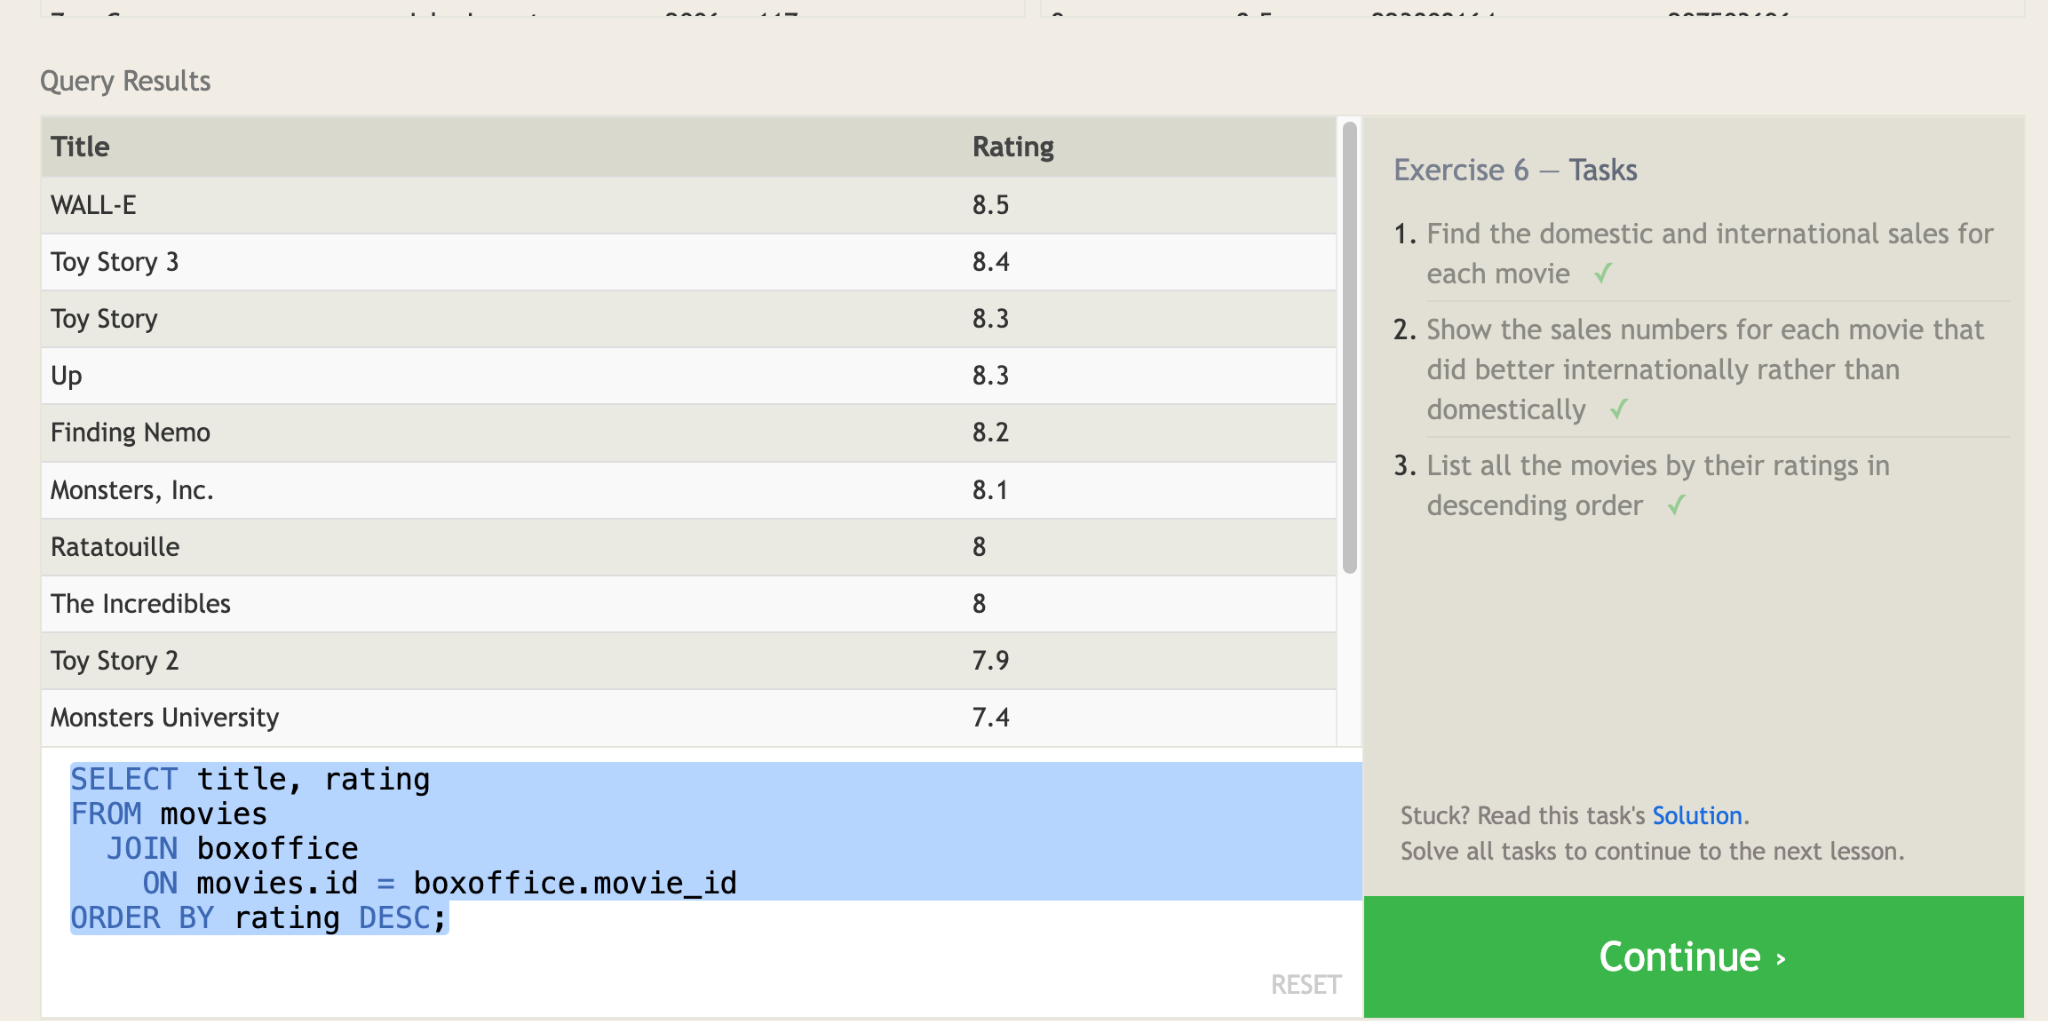 Query Results
Title Rating
WALL-E 8.5
Toy Story 3 8.4
Toy Story 8.3
Up 8.3
Finding Nemo 8.2
Monsters, Inc. 8.1
Ratatouille 8
The Incredibles 8
Toy Story 2 7.9
Monsters University 7.4
SELECT title, rating
FROM movies
  JOIN boxoffice
    ON movies.id = boxoffice.movie_id
ORDER BY rating DESC;
RESET
Exercise 6 — Tasks
1. Find the domestic and international sales for
each movie ✓
2. Show the sales numbers for each movie that
did better internationally rather than
domestically ✓
3. List all the movies by their ratings in
descending order ✓
Stuck? Read this task's Solution.
Solve all tasks to continue to the next lesson.
Continue ›